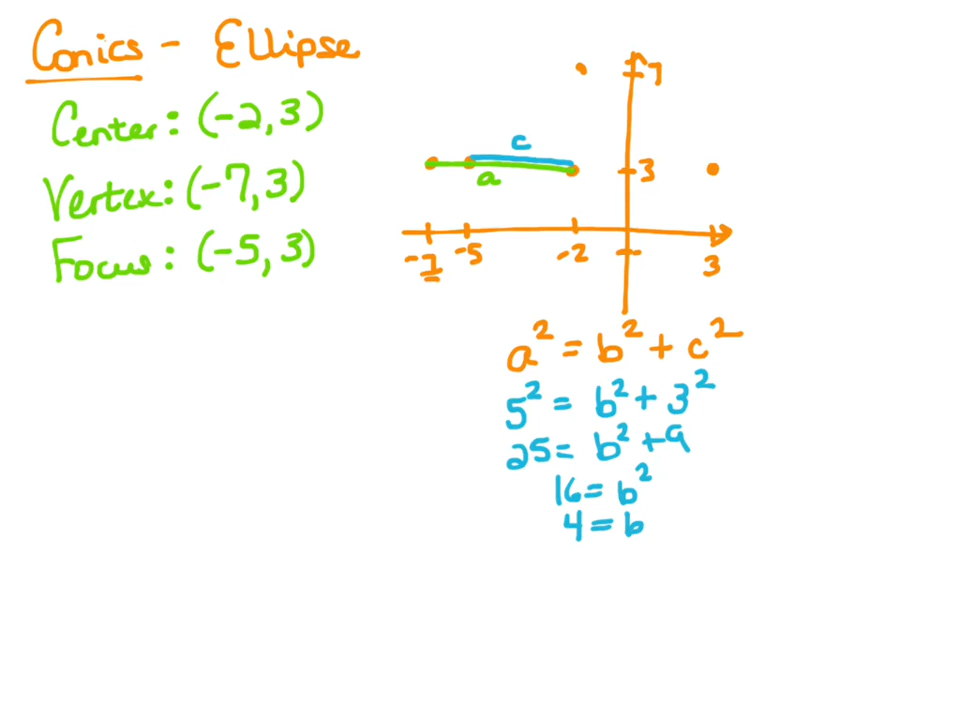 Conics - Ellipse
Center: (-2,3)
Vertex: (-7,3)
Focus: (-5,3)
7
c
a
3
-7
-5
-2
3
a² = b² + c²
5² = b² + 3²
25 = b² + 9
16 = b²
4 = b